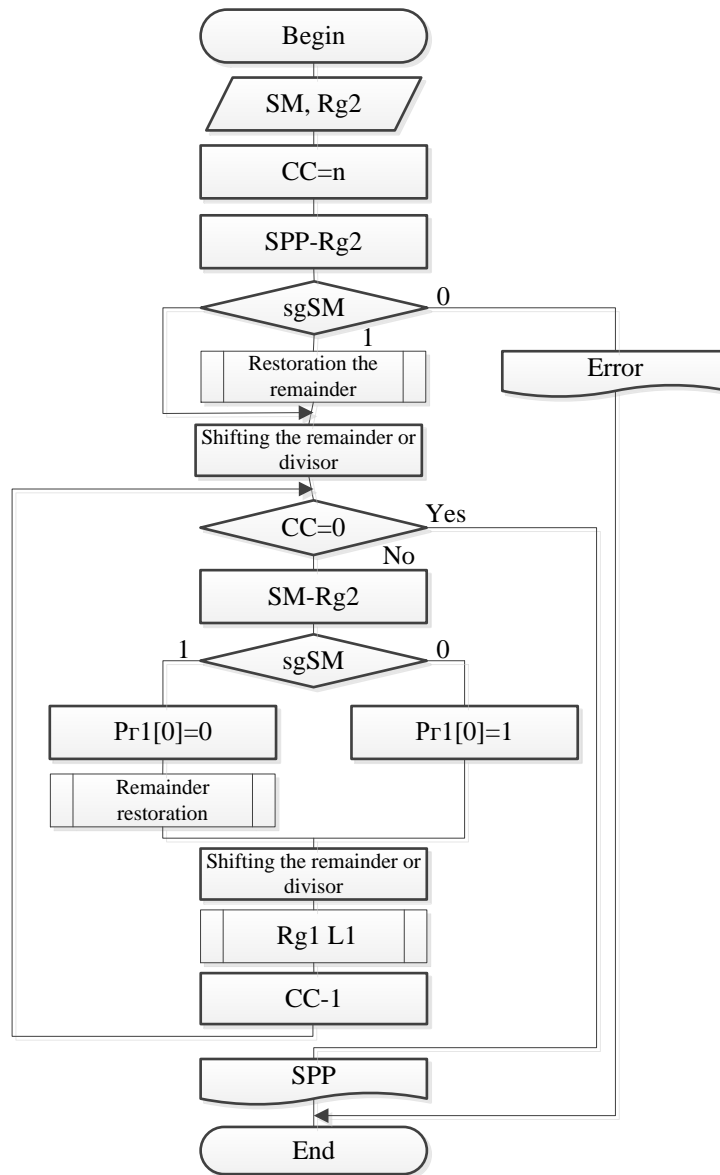 Begin
SM, Rg2
CC=n
SPP-Rg2
sgSM
0
1
Restoration the
remainder
Error
Shifting the remainder or
divisor
CC=0
Yes
No
SM-Rg2
1
sgSM
0
Рг1[0]=0
Рг1[0]=1
Remainder
restoration
Shifting the remainder or
divisor
Rg1 L1
CC-1
SPP
End